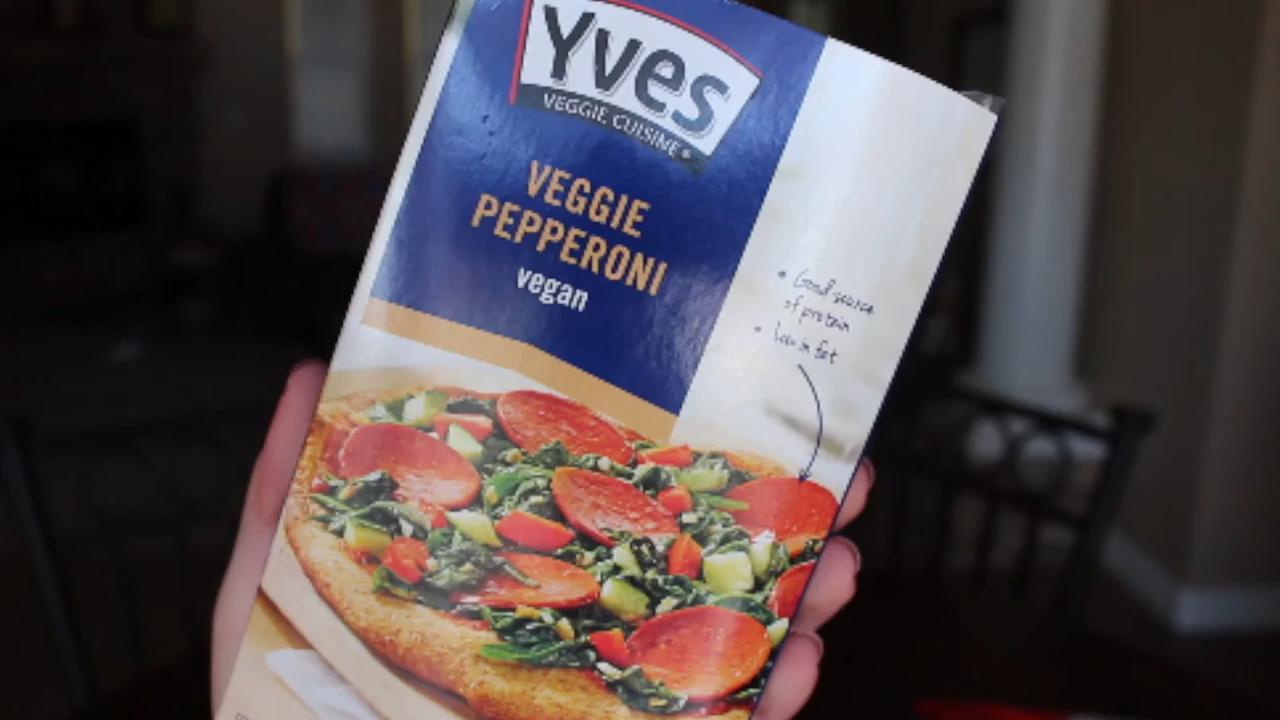 Yves
VEGGIE CUISINE®
VEGGIE
PEPPERONI
vegan
• Good source
of protein
• Low in fat